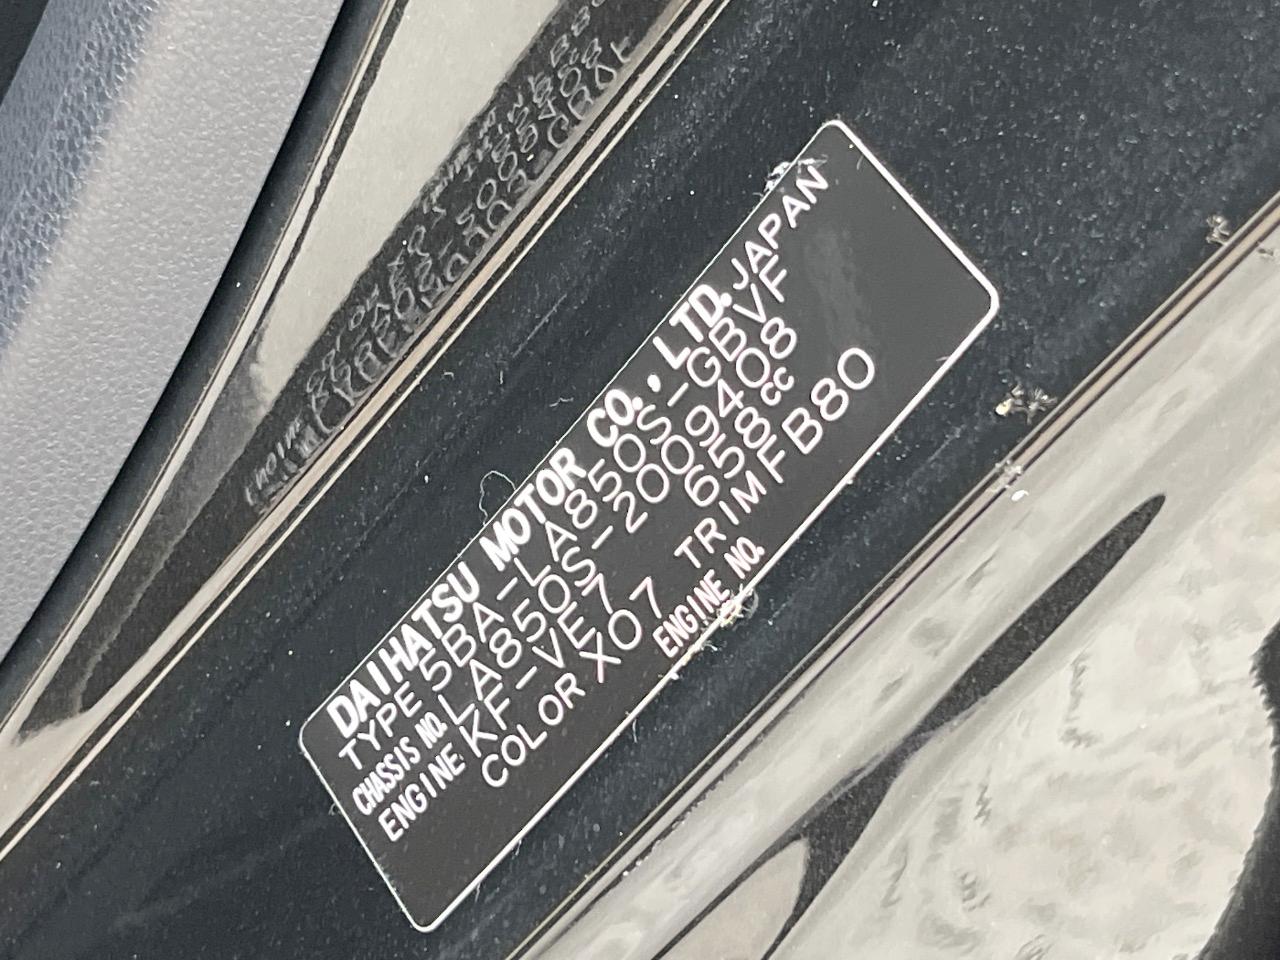 DAIHATSU MOTOR CO., LTD. JAPAN
TYPE 5BA-LA850S-GBVF
CHASSIS NO. LA850S-2009408
ENGINE KF-VE7 658CC
COLOR X07 TRIM FB80
ENGINE NO.